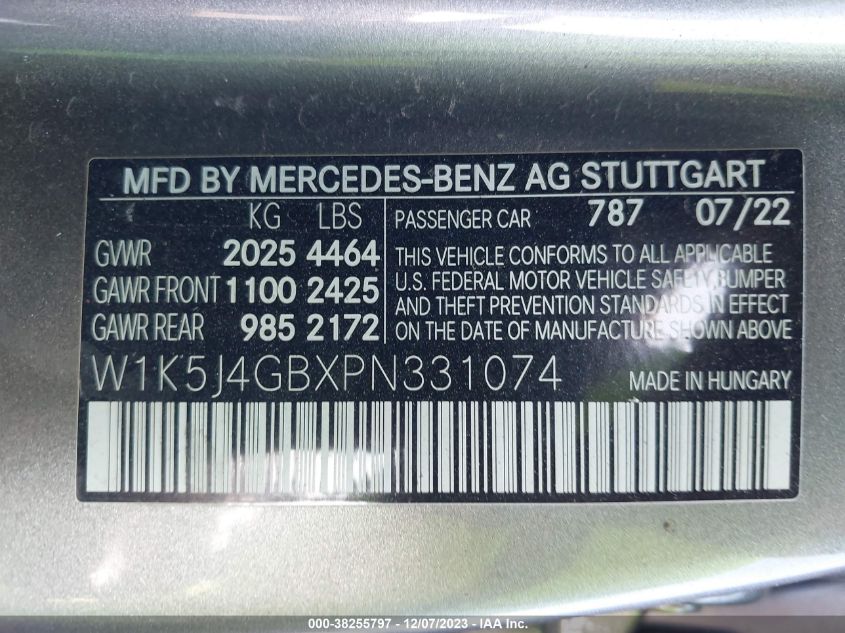 MFD BY MERCEDES-BENZ AG STUTTGART
KG LBS
GVWR 2025 4464
GAWR FRONT 1100 2425
GAWR REAR 985 2172
PASSENGER CAR 787 07/22
THIS VEHICLE CONFORMS TO ALL APPLICABLE
U.S. FEDERAL MOTOR VEHICLE SAFETY, BUMPER
AND THEFT PREVENTION STANDARDS IN EFFECT
ON THE DATE OF MANUFACTURE SHOWN ABOVE
W1K5J4GBXPN331074 MADE IN HUNGARY
000-38255797 - 12/07/2023 - IAA Inc.